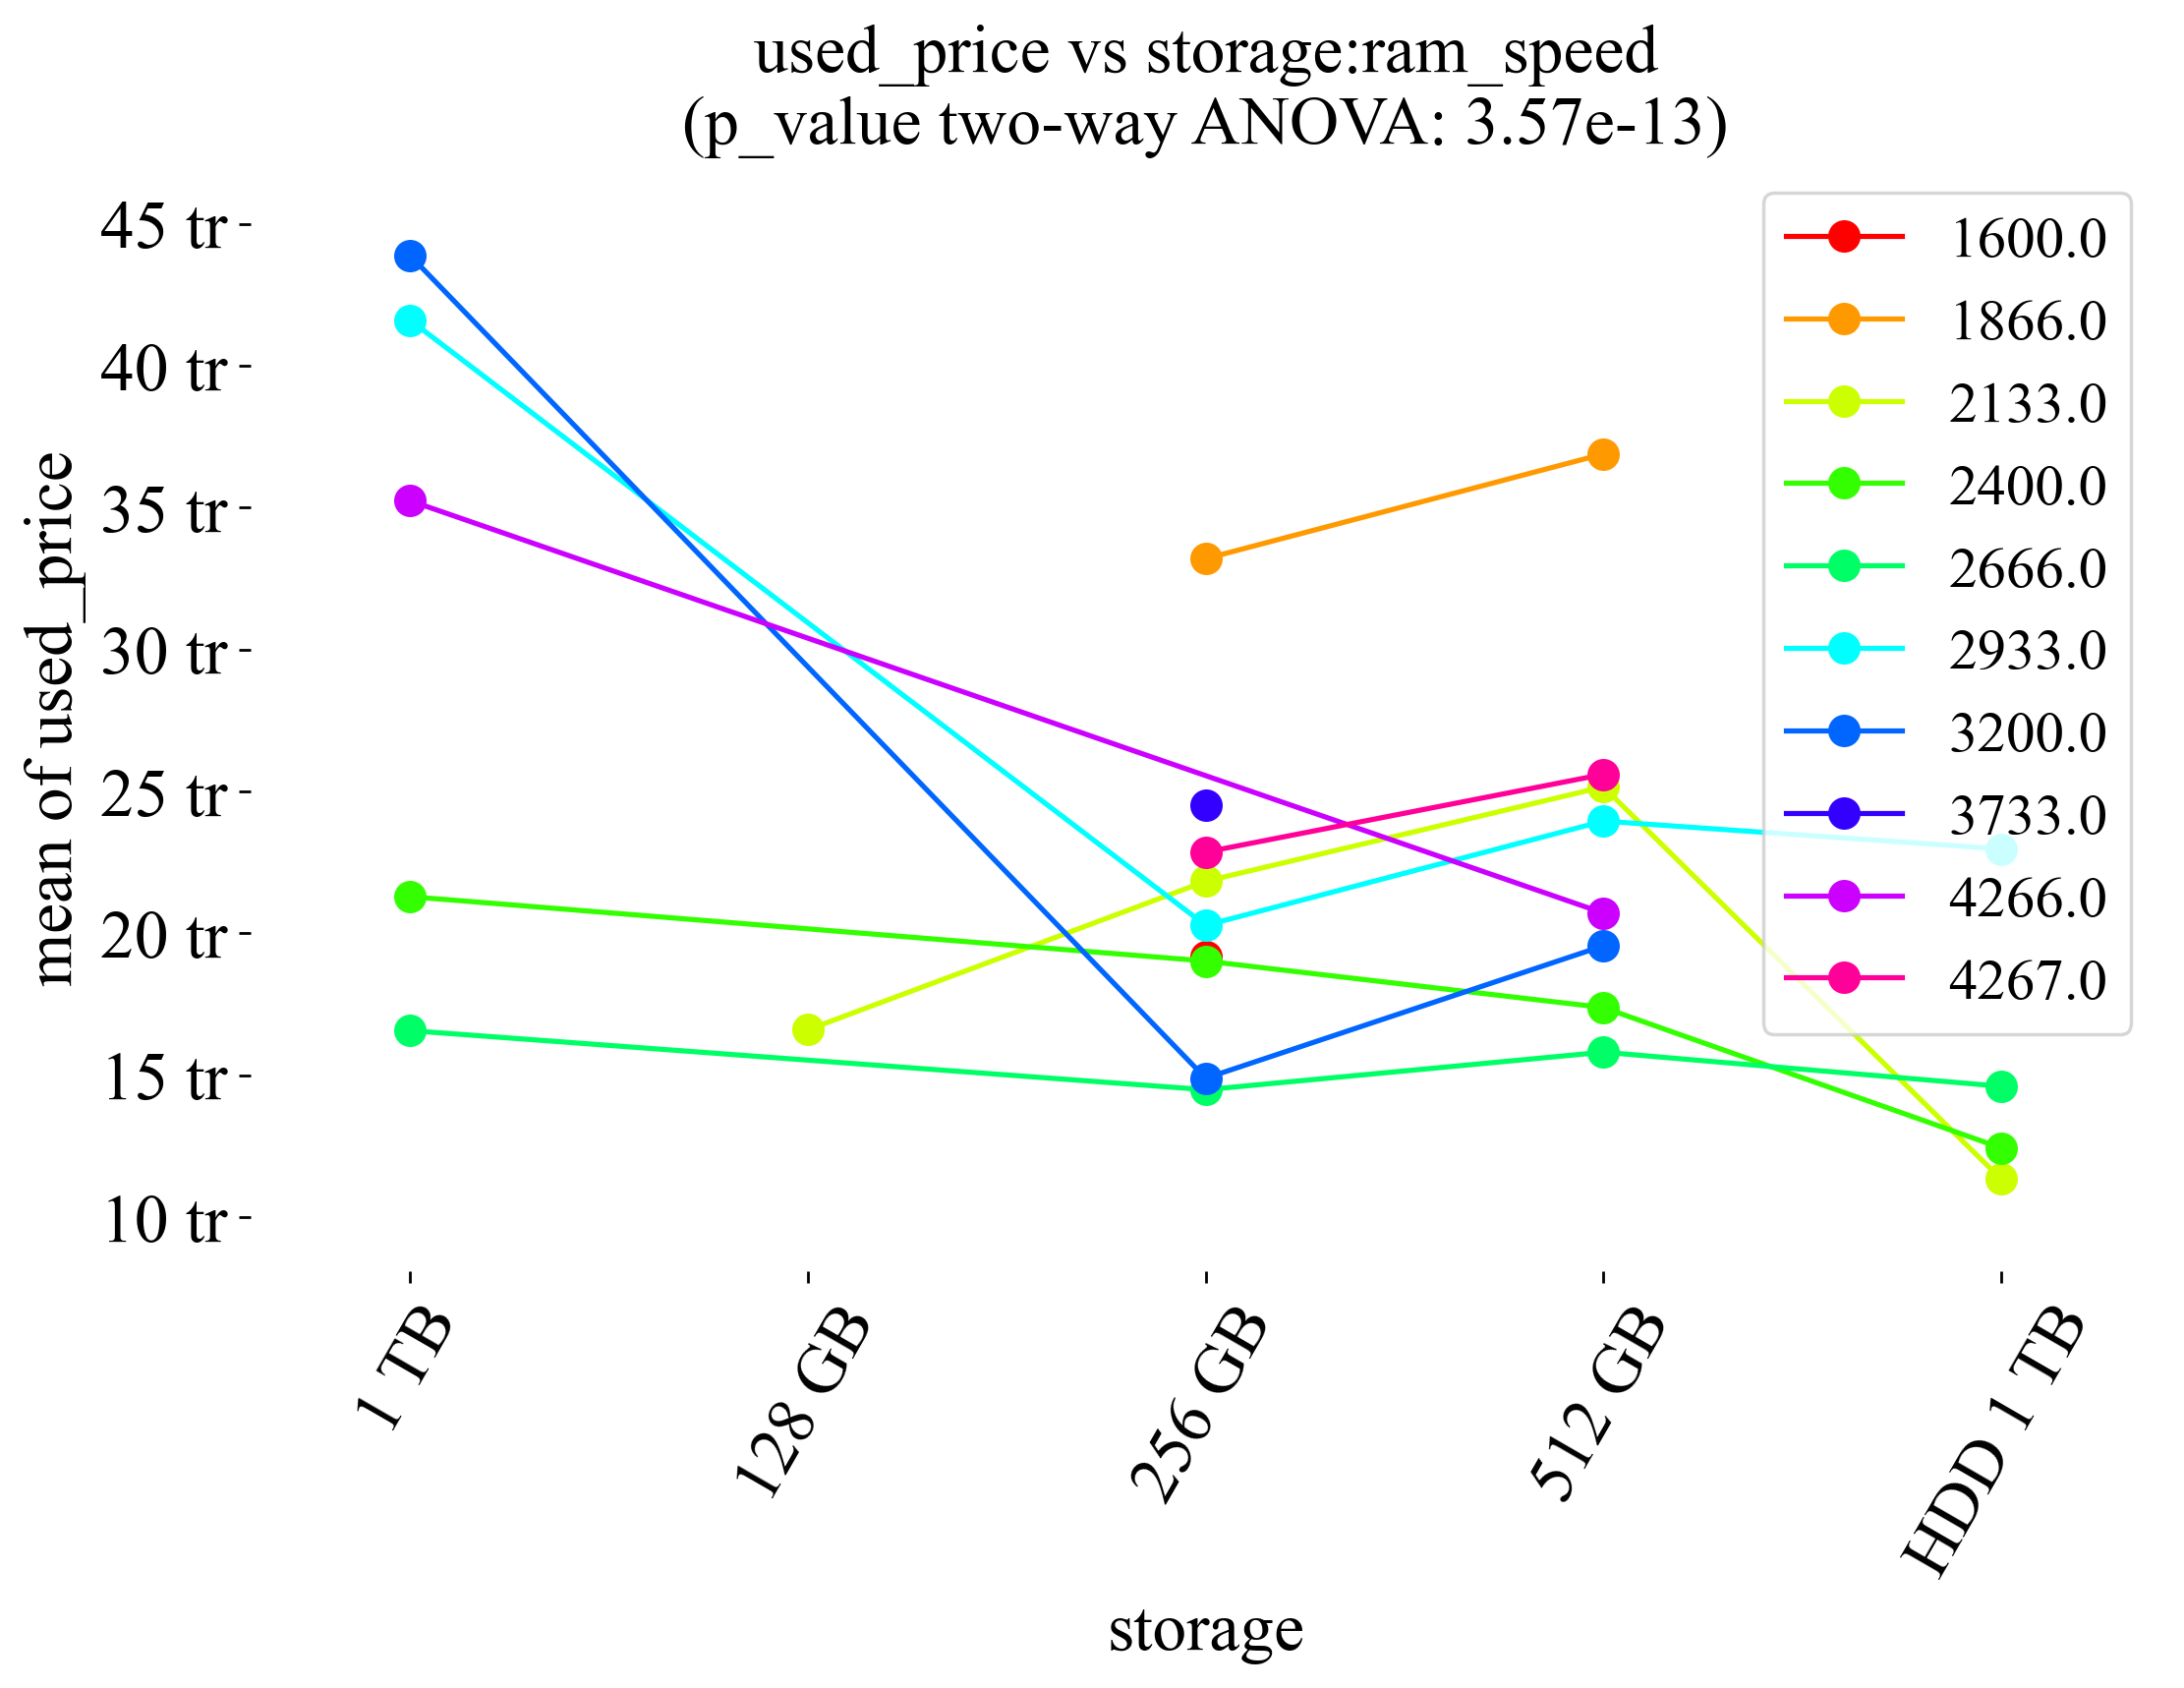 used_price vs storage:ram_speed
(p_value two-way ANOVA: 3.57e-13)
mean of used_price
45 tr
40 tr
35 tr
30 tr
25 tr
20 tr
15 tr
10 tr
1600.0
1866.0
2133.0
2400.0
2666.0
2933.0
3200.0
3733.0
4266.0
4267.0
1 TB
128 GB
256 GB
512 GB
HDD 1 TB
storage